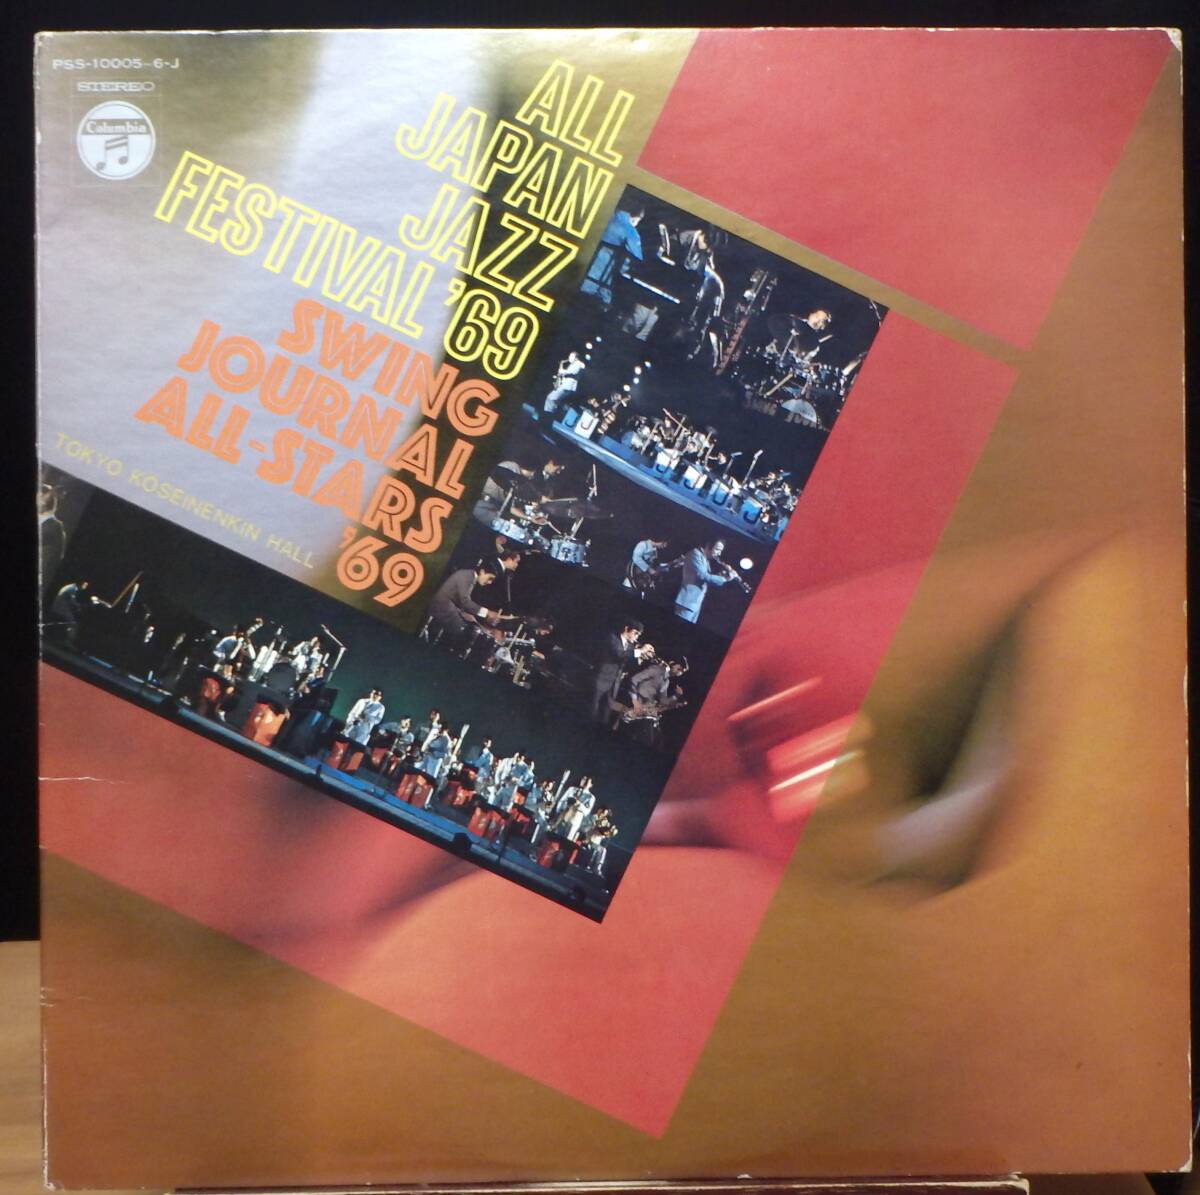 PSS-10005~6-J
STEREO
Columbia
ALL
JAPAN
JAZZ
FESTIVAL '69
SWING
JOURNAL
ALL-STARS
'69
TOKYO KOSEINENKIN HALL